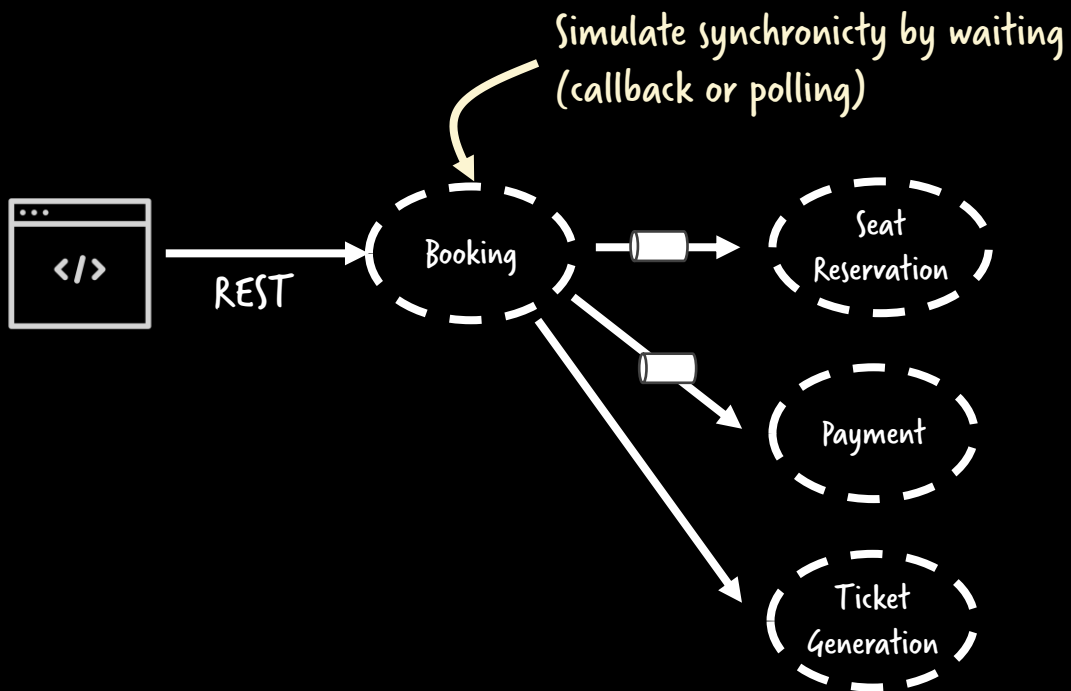 Simulate synchronicty by waiting
(callback or polling)
</>
REST
Booking
Seat
Reservation
Payment
Ticket
Generation